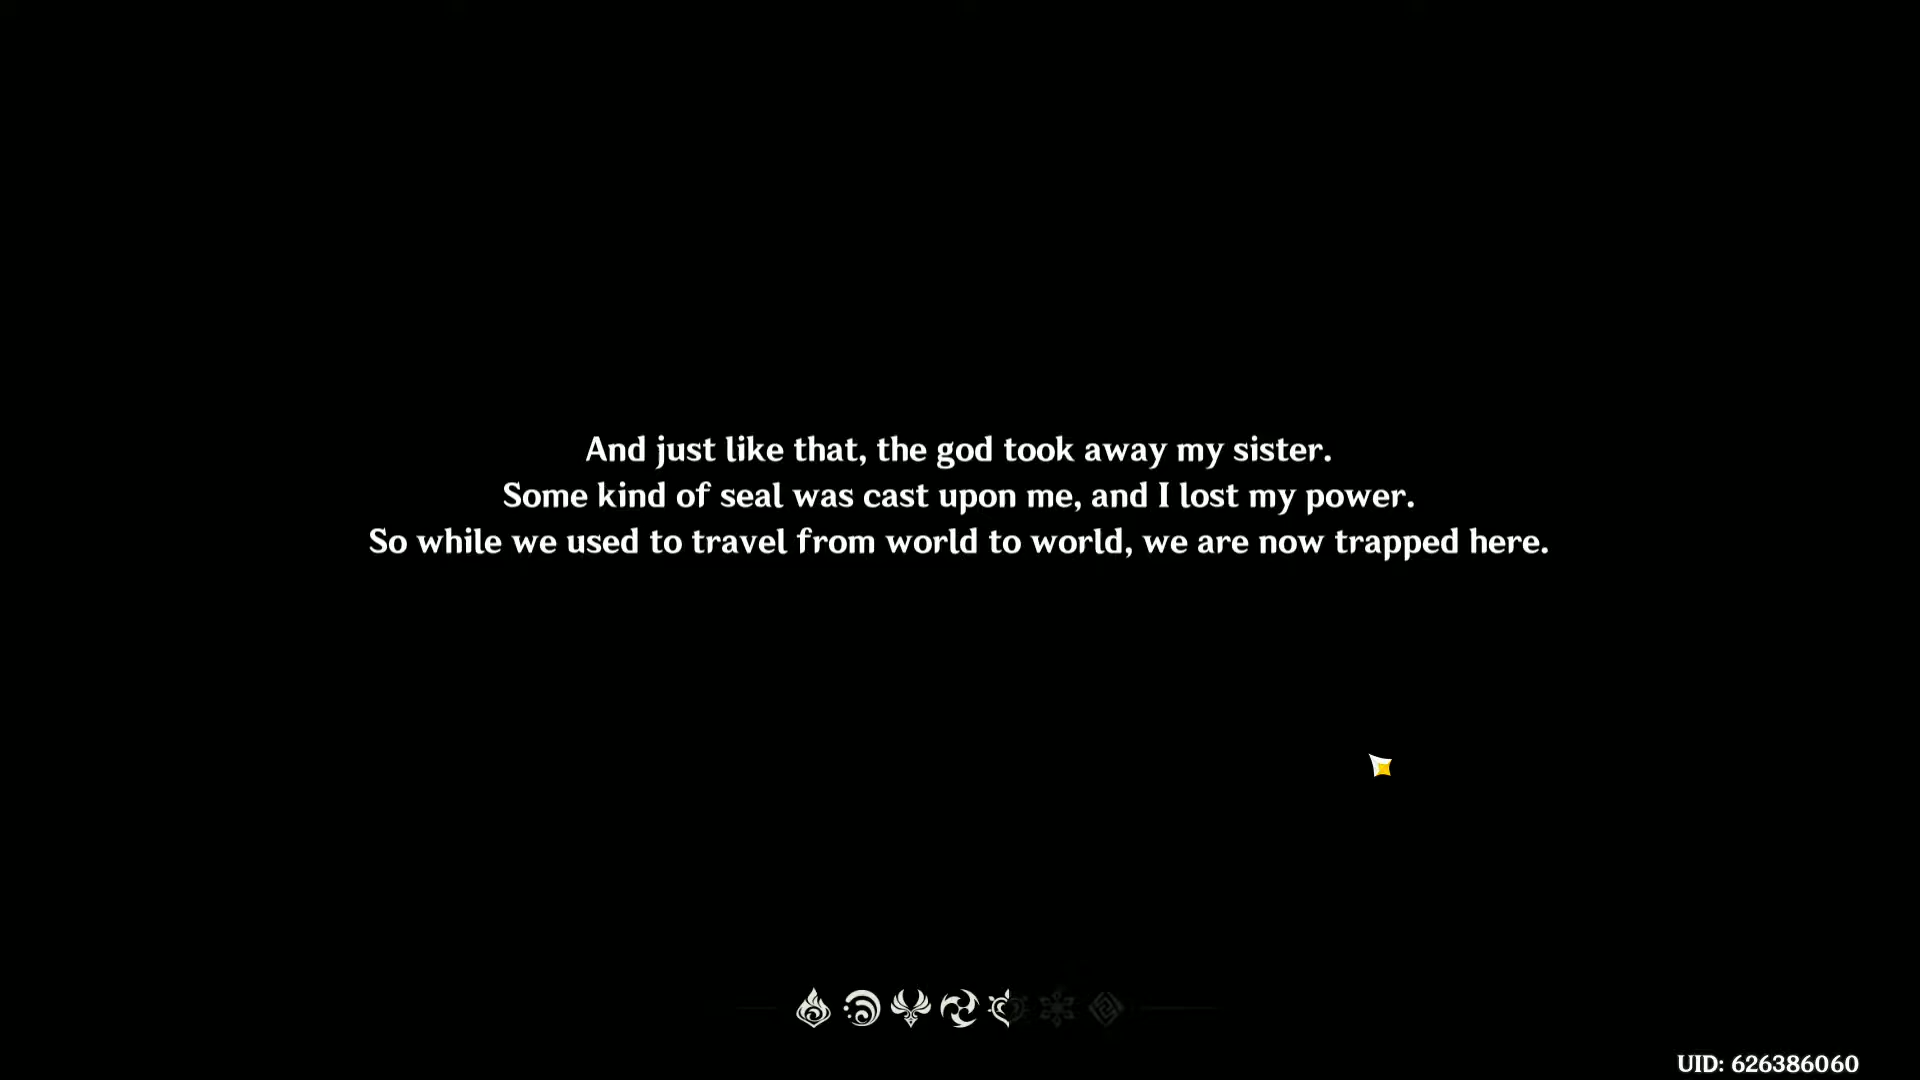 And just like that, the god took away my sister.
Some kind of seal was cast upon me, and I lost my power.
So while we used to travel from world to world, we are now trapped here.
UID: 626386060